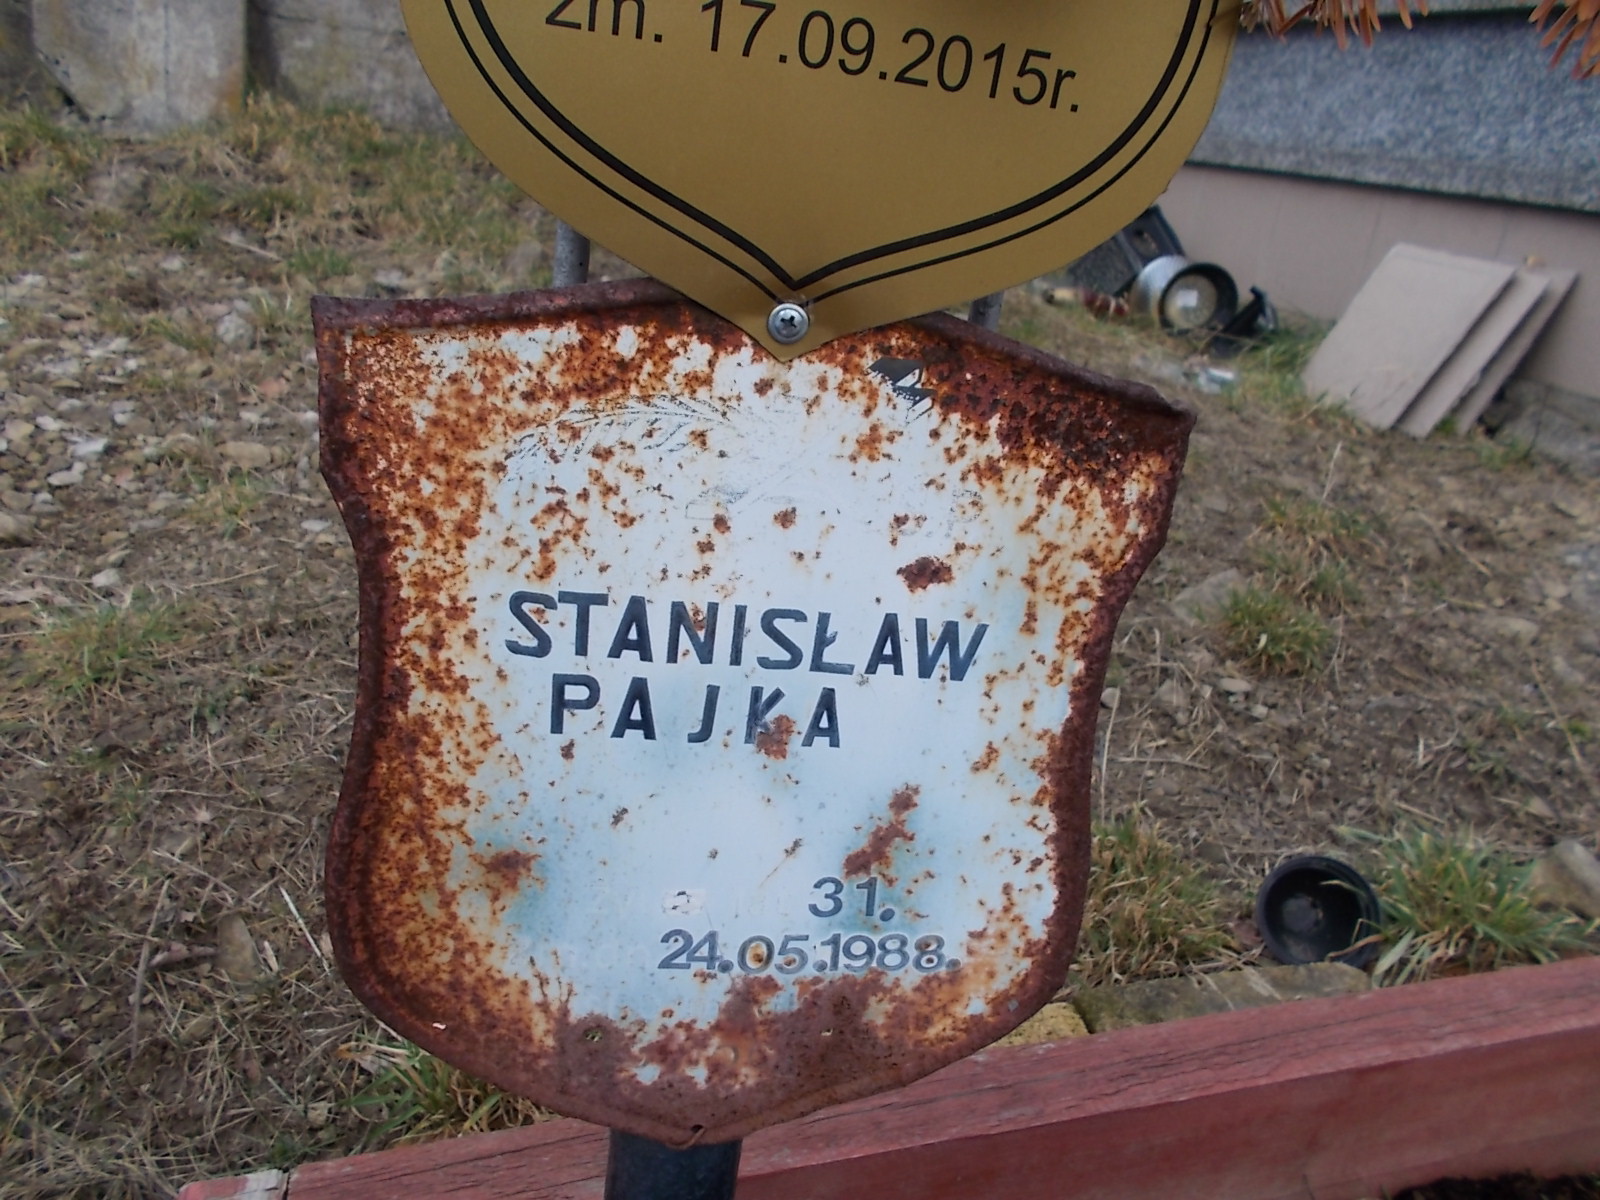 zm. 17.09.2015r.
STANISŁAW
PAJKA
31.
24.05.1988.